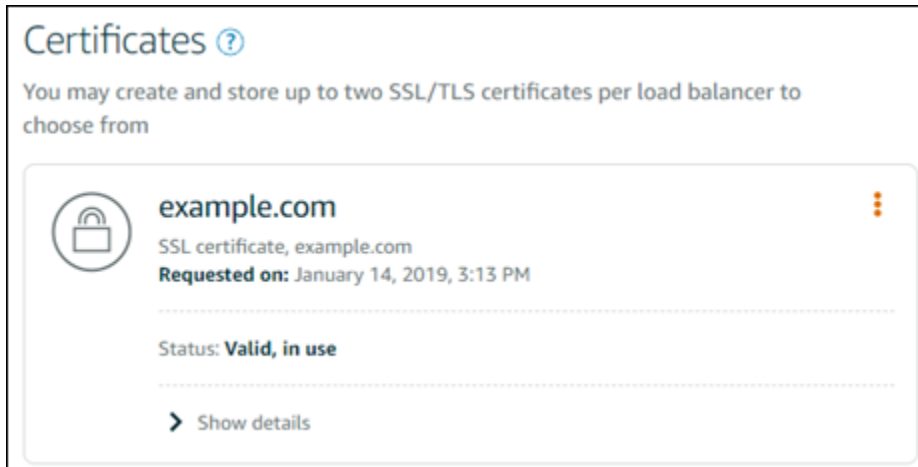 Certificates ?
You may create and store up to two SSL/TLS certificates per load balancer to
choose from
example.com
SSL certificate, example.com
Requested on: January 14, 2019, 3:13 PM
Status: Valid, in use
Show details